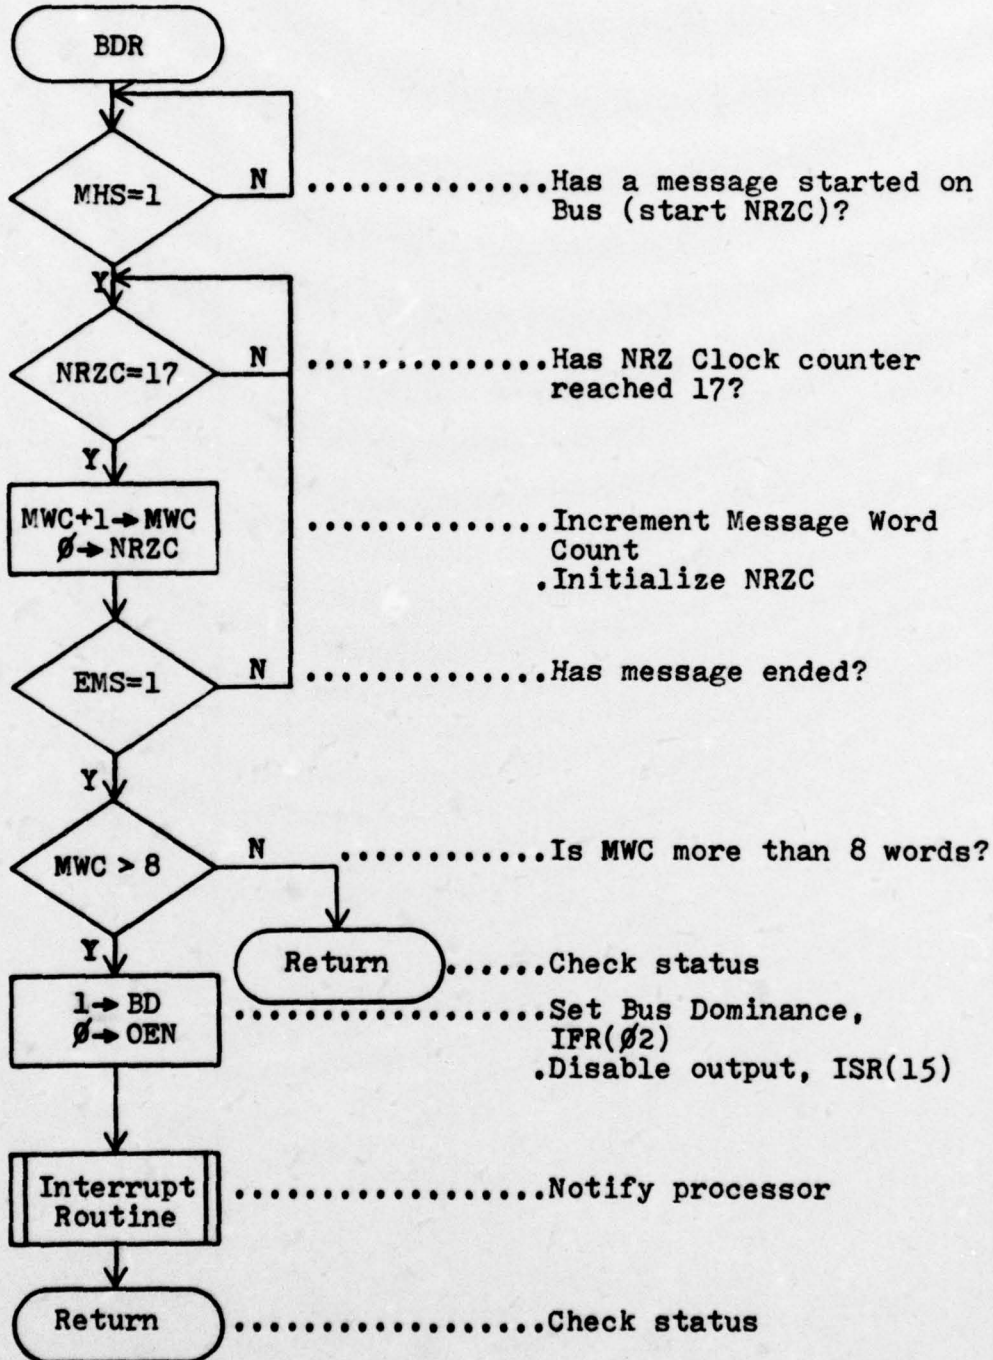 BDR
MHS=1
N
..............Has a message started on
Bus (start NRZC)?
Y
NRZC=17
N
..............Has NRZ Clock counter
reached 17?
Y
MWC+1→MWC
Ø→NRZC
..............Increment Message Word
Count
.Initialize NRZC
EMS=1
N
..............Has message ended?
Y
MWC > 8
N
............Is MWC more than 8 words?
Y
Return
......Check status
1→BD
Ø→OEN
..................Set Bus Dominance,
IFR(Ø2)
.Disable output, ISR(15)
Interrupt
Routine
..................Notify processor
Return
..................Check status